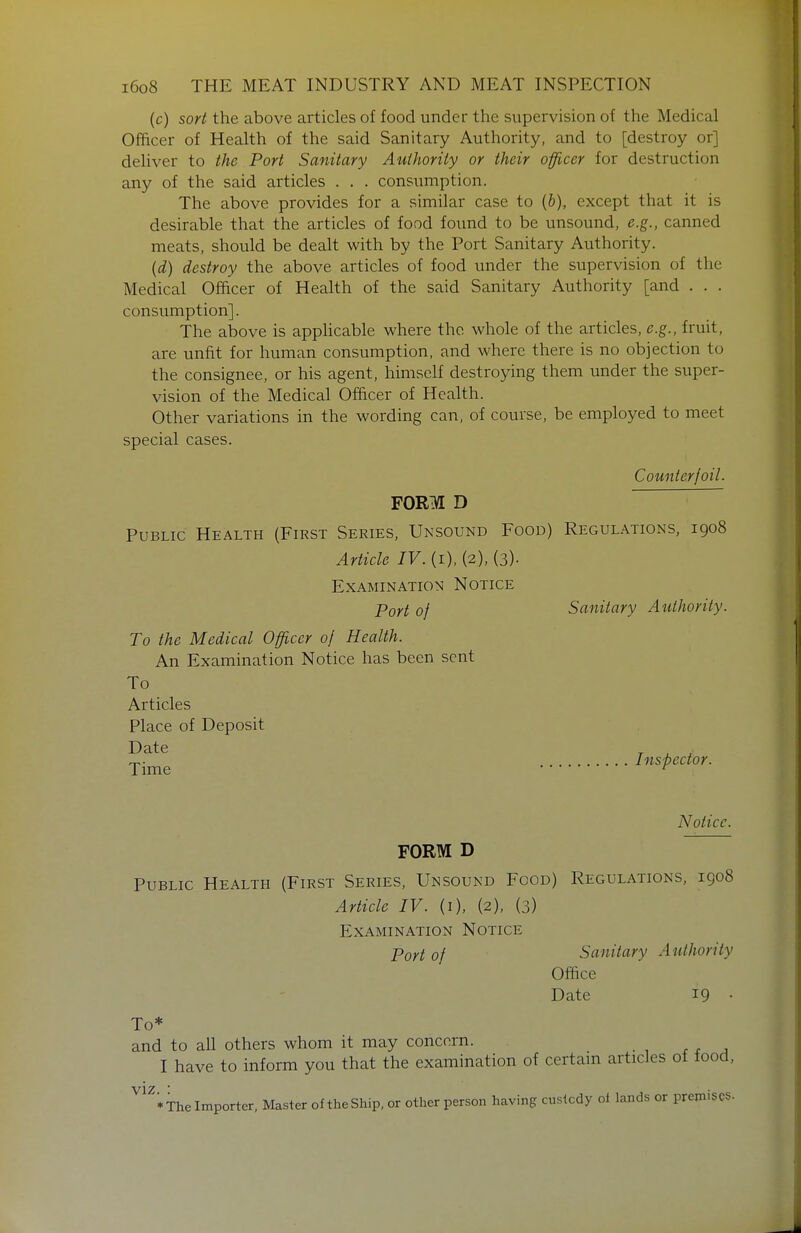 1608 THE MEAT INDUSTRY AND MEAT INSPECTION
(c) sort the above articles of food under the supervision of the Medical
Officer of Health of the said Sanitary Authority, and to [destroy or]
deliver to the Port Sanitary Authority or their officer for destruction
any of the said articles . . . consumption.
The above provides for a similar case to (b), except that it is
desirable that the articles of food found to be unsound, e.g., canned
meats, should be dealt with by the Port Sanitary Authority.
(d) destroy the above articles of food under the supervision of the
Medical Officer of Health of the said Sanitary Authority [and . . .
consumption].
The above is applicable where the whole of the articles, e.g., fruit,
are unfit for human consumption, and where there is no objection to
the consignee, or his agent, himself destroying them under the super-
vision of the Medical Officer of Health.
Other variations in the wording can, of course, be employed to meet
special cases.
Counterfoil.
FORM D
PUBLIC HEALTH (FIRST SERIES, UNSOUND FOOD) REGULATIONS, 1908
Article IV. (1), (2), (3).
EXAMINATION NOTICE
Port of Sanitary Authority.
To the Medical Officer of Health.
An Examination Notice has been sent
To
Articles
Place of Deposit
Date
Time .......... Inspector.
Notice.
FORM D
PUBLIC HEALTH (FIRST SERIES, UNSOUND FOOD) REGULATIONS, 1908
Article IV. (1), (2), (3)
EXAMINATION NOTICE
Port of Sanitary Authority
Office
Date 19 .
To*
and to all others whom it may concern.
I have to inform you that the examination of certain articles of food,
viz. :
* The Importer, Master of the Ship, or other person having custody of lands or premises.